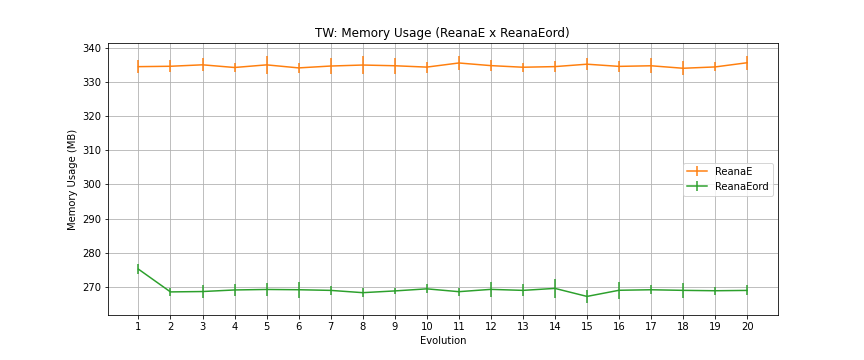 TW: Memory Usage (ReanaE x ReanaEord)
340
330
320
310
300
290
280
270
Memory Usage (MB)
ReanaE
ReanaEord
1 2 3 4 5 6 7 8 9 10 11 12 13 14 15 16 17 18 19 20
Evolution